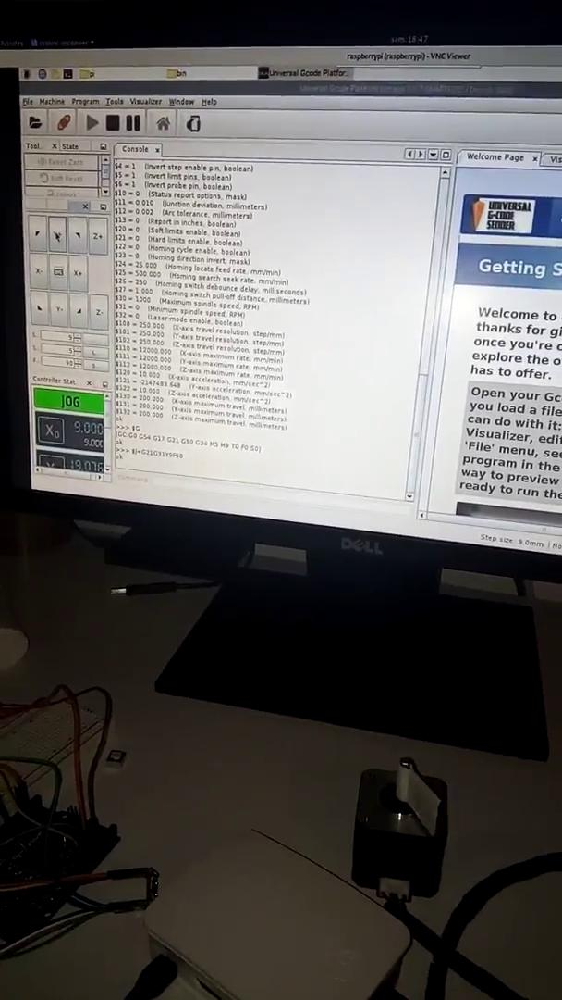 sam. 18:47
raspberrypi (raspberrypi) - VNC Viewer
pi
bin
Universal Gcode Platfor...
File Machine Program Tools Visualizer Window Help
Tool... State
Console
Welcome Page
Vis
Soft Reset
Z+
X-
X+
Y-
Z-
Controller Stat...
JOG
X₀ 9.000
9.000
19.076
$4 = 1 (Invert step enable pin, boolean)
$5 = 1 (Invert limit pins, boolean)
$6 = 1 (Invert probe pin, boolean)
$10 = 0 (Status report options, mask)
$11 = 0.010 (Junction deviation, millimeters)
$12 = 0.002 (Arc tolerance, millimeters)
$13 = 0 (Report in inches, boolean)
$20 = 0 (Soft limits enable, boolean)
$21 = 0 (Hard limits enable, boolean)
$22 = 0 (Homing cycle enable, boolean)
$23 = 0 (Homing direction invert, mask)
$24 = 25.000 (Homing locate feed rate, mm/min)
$25 = 500.000 (Homing search seek rate, mm/min)
$26 = 250 (Homing switch debounce delay, milliseconds)
$27 = 1.000 (Homing switch pull-off distance, millimeters)
$30 = 1000 (Maximum spindle speed, RPM)
$31 = 0 (Minimum spindle speed, RPM)
$32 = 0 (Laser-mode enable, boolean)
$100 = 250.000 (X-axis travel resolution, step/mm)
$101 = 250.000 (Y-axis travel resolution, step/mm)
$102 = 250.000 (Z-axis travel resolution, step/mm)
$110 = 12000.000 (X-axis maximum rate, mm/min)
$111 = 12000.000 (Y-axis maximum rate, mm/min)
$112 = 12000.000 (Z-axis maximum rate, mm/min)
$120 = 10.000 (X-axis acceleration, mm/sec^2)
$121 = -2147483.648 (Y-axis acceleration, mm/sec^2)
$122 = 10.000 (Z-axis acceleration, mm/sec^2)
$130 = 200.000 (X-axis maximum travel, millimeters)
$131 = 200.000 (Y-axis maximum travel, millimeters)
$132 = 200.000 (Z-axis maximum travel, millimeters)
ok
>>> $G
[GC:G0 G54 G17 G21 G90 G94 M5 M9 T0 F0 S0]
ok
>>> $J=G21G91Y9F90
ok
Command:
UNIVERSAL
G-CODE
SENDER
Getting S
Welcome to
thanks for gi
once you're c
explore the o
has to offer.
Open your Gc
you load a file
can do with it:
Visualizer, edit
'File' menu, se
program in the
way to preview
ready to run the
Step size: 9.0mm | No
DELL